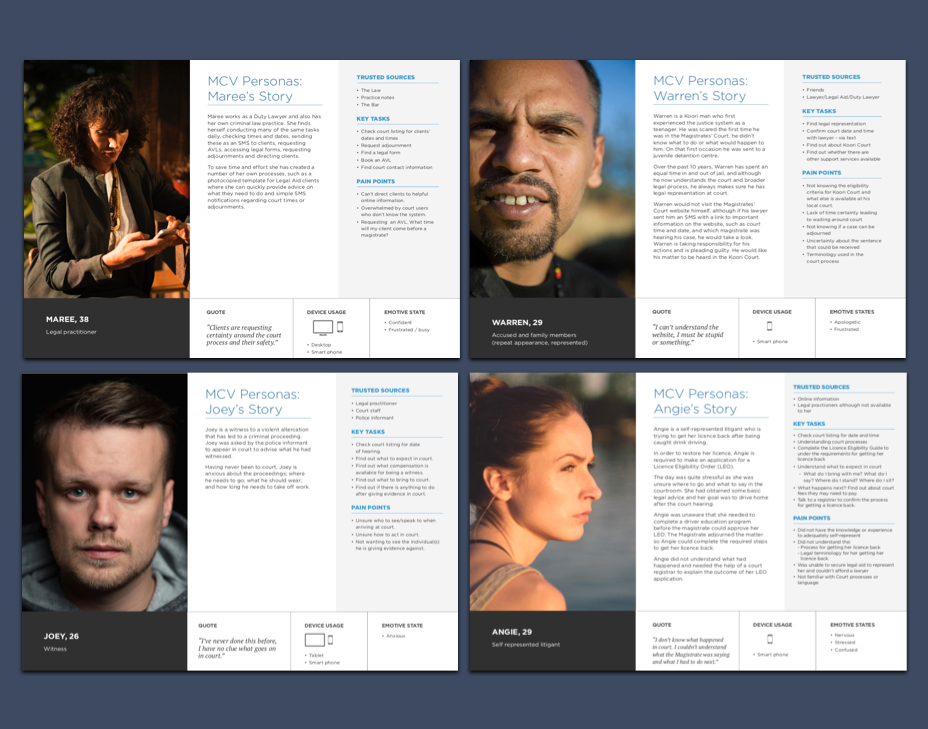 MCV Personas:
Maree's Story
Maree works as a Duty Lawyer and also has
her own criminal law practice. She finds
herself conducting many of the same tasks
daily, checking times and dates, sending
these as SMS to clients, requesting
AVLs, accessing legal forms, requesting
adjournments and directing clients.
To save time and effort she has created a
number of her own processes, such as a
photocopied template for Legal Aid clients
where she can quickly provide advice on
what they need to do and simple SMS
notifications regarding court times or
adjournments.
TRUSTED SOURCES
• The Law
• Practice notes
• The Bar
KEY TASKS
• Check court listing for clients'
dates and times
• Request adjournment
• Find a legal form
• Book an AVL
• Find court contact information
PAIN POINTS
• Can't direct clients to helpful
online information.
• Overwhelmed by court users
who don't know the system.
• Requesting an AVL. What time
will my client come before a
magistrate?
MAREE, 38
Legal practitioner
QUOTE
"Clients are requesting
certainty around the court
process and their safety."
DEVICE USAGE
• Desktop
• Smart phone
EMOTIVE STATE
• Confident
• Frustrated / busy
MCV Personas:
Warren's Story
Warren is a Koori man who first
experienced the justice system as a
teenager. He was scared the first time he
was in the Magistrates' Court, he didn't
know what to do or what would happen to
him. On that first occasion he was sent to a
juvenile detention centre.
Over the past 10 years, Warren has spent an
equal time in and out of jail, and although
he now understands the court and broader
legal process, he always makes sure he has
legal representation at court.
Warren would not visit the Magistrates'
Court website himself, although if his lawyer
sent him an SMS with a link to important
information on the website, such as court
time and date, and which magistrate was
hearing his case, he would take a look.
Warren is taking responsibility for his
actions and is pleading guilty. He would like
his matter to be heard in the Koori Court.
TRUSTED SOURCES
• Friends
• Lawyer/Legal Aid/Duty Lawyer
KEY TASKS
• Find legal representation
• Confirm court date and time
with lawyer - via text
• Find out about Koori Court
• Find out whether there are
other support services available
PAIN POINTS
• Not knowing the eligibility
criteria for Koori Court and
what else is available at his
local court.
• Lack of time certainty leading
to waiting around court
• Not knowing if a case can be
adjourned
• Uncertainty about the sentence
that could be received
• Terminology used in the
court process
WARREN, 29
Accused and family members
(repeat appearance, represented)
QUOTE
"I can't understand the
website, I must be stupid
or something."
DEVICE USAGE
• Smart phone
EMOTIVE STATES
• Apologetic
• Frustrated
MCV Personas:
Joey's Story
Joey is a witness to a violent altercation
that has led to a criminal proceeding.
Joey was asked by the police informant
to appear in court to advise what he had
witnessed.
Having never been to court, Joey is
anxious about the proceedings; where
he needs to go, what he should wear;
and how long he needs to take off work.
TRUSTED SOURCES
• Legal practitioner
• Court staff
• Police informant
KEY TASKS
• Check court listing for date
of hearing.
• Find out what to expect in court.
• Find out what compensation is
available for being a witness.
• Find out what to bring to court.
• Find out if there is anything to do
after giving evidence in court.
PAIN POINTS
• Unsure who to see/speak to when
arriving at court.
• Unsure how to act in court.
• Not wanting to see the individual(s)
he is giving evidence against.
JOEY, 26
Witness
QUOTE
"I've never done this before,
I have no clue what goes on
in court."
DEVICE USAGE
• Tablet
• Smart phone
EMOTIVE STATE
• Anxious
MCV Personas:
Angie's Story
Angie is a self-represented litigant who is
trying to get her licence back after being
caught drink driving.
In order to restore her licence, Angie is
required to make an application for a
Licence Eligibility Order (LEO).
The day was quite stressful as she was
unsure where to go and what to say in the
courtroom. She had obtained some basic
legal advice and her goal was to drive home
after the court hearing.
Angie was unaware that she needed to
complete a driver education program
before the magistrate could approve her
LEO. The Magistrate adjourned the matter
so Angie could complete the required steps
to get her licence back.
Angie did not understand what had
happened and needed the help of a court
registrar to explain the outcome of her LEO
application.
TRUSTED SOURCES
• Online information
• Legal practioners although not available
to her
KEY TASKS
• Check court listing for date and time
• Understanding court processes
• Complete the Licence Eligibility Guide to
under the requirements for getting her
licence back
• Understand what to expect in court
- What do I bring with me? What do I
say? Where do I stand? Where do I sit?
• What happens next? Find out about court
fees they may need to pay
• Talk to a registrar to confirm the process
for getting a licence back.
PAIN POINTS
• Did not have the knowledge or experience
to adequately self-represent
• Did not understand the:
- Process for getting her licence back
- Legal terminology for her getting her
licence back
• Was unable to secure legal aid to represent
her and couldn't afford a lawyer
• Not familiar with Court processes or
language.
ANGIE, 29
Self represented litigant
QUOTE
"I don't know what happened
in court. I couldn't understand
what the Magistrate was saying
and what I had to do next."
DEVICE USAGE
• Smart phone
EMOTIVE STATES
• Nervous
• Stressed
• Confused